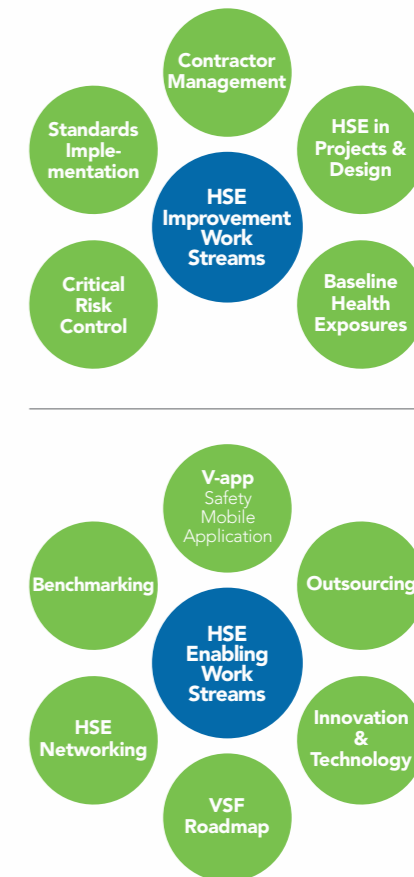 Contractor
Management
Standards
Imple-
mentation
HSE in
Projects &
Design
HSE
Improvement
Work
Streams
Critical
Risk
Control
Baseline
Health
Exposures
V-app
Safety
Mobile
Application
Benchmarking
Outsourcing
HSE
Enabling
Work
Streams
HSE
Networking
Innovation
&
Technology
VSF
Roadmap